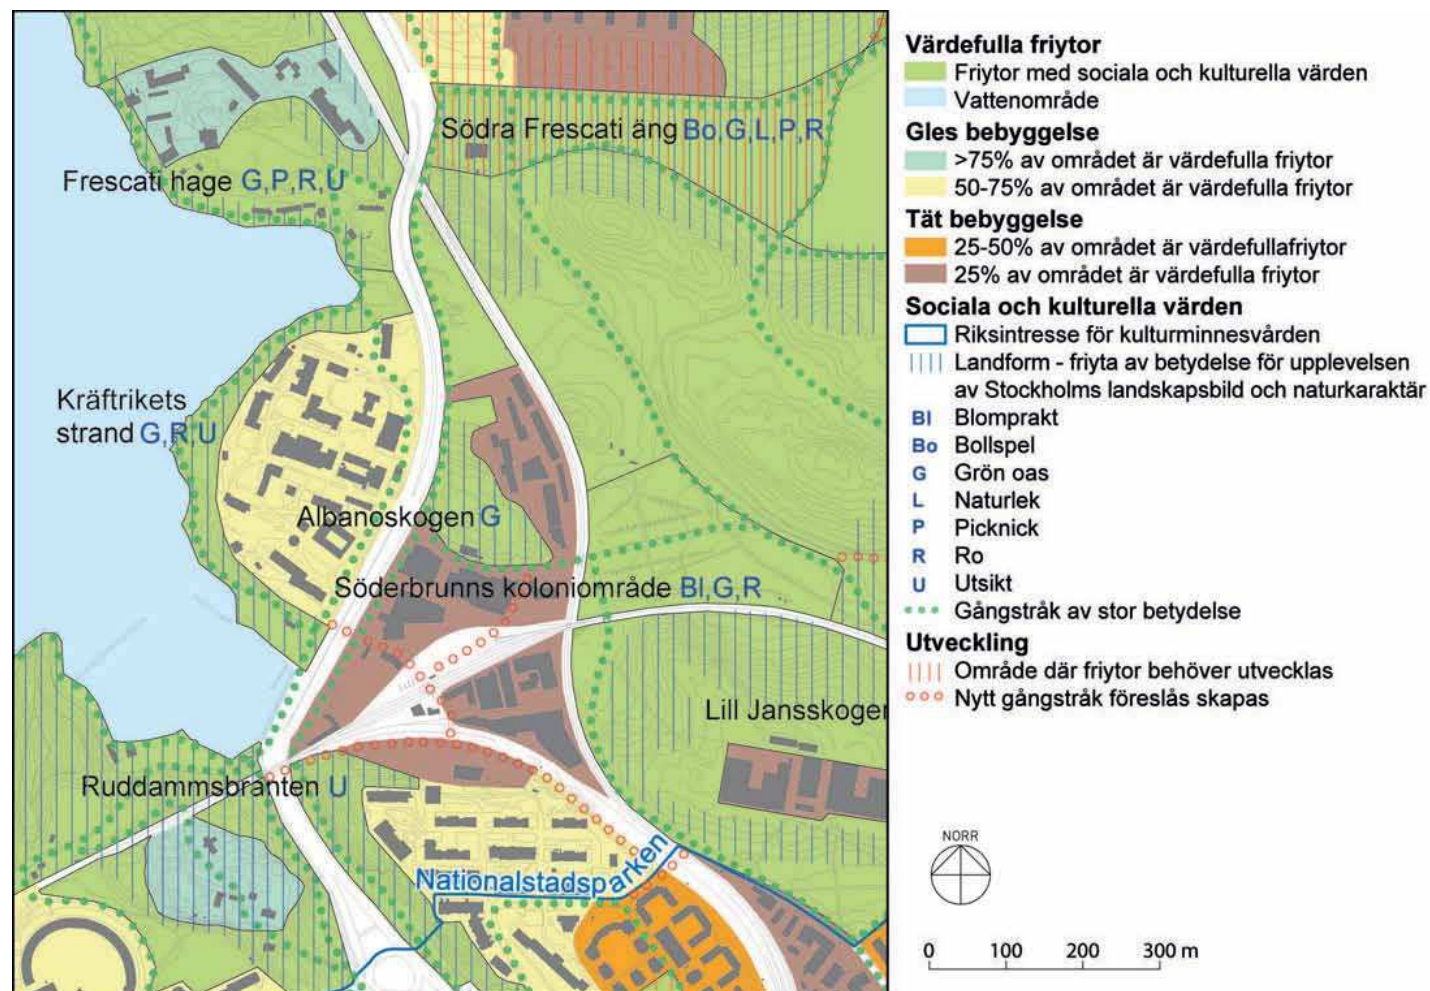 Södra Frescati äng Bo,G,L,P,R
Frescati hage G,P,R,U
Kräftrikets
strand G,R,U
Albanoskogen G
Söderbrunns koloniområde Bl,G,R
Lill Jansskogen
Ruddammsbranten U
Nationalstadsparken
Värdefulla friytor
Friytor med sociala och kulturella värden
Vattenområde
Gles bebyggelse
>75% av området är värdefulla friytor
50-75% av området är värdefulla friytor
Tät bebyggelse
25-50% av området är värdefullafriytor
25% av området är värdefulla friytor
Sociala och kulturella värden
Riksintresse för kulturminnesvården
Landform - friyta av betydelse för upplevelsen
av Stockholms landskapsbild och naturkaraktär
Bl Blomprakt
Bo Bollspel
G Grön oas
L Naturlek
P Picknick
R Ro
U Utsikt
Gångstråk av stor betydelse
Utveckling
Område där friytor behöver utvecklas
Nytt gångstråk föreslås skapas
NORR
0 100 200 300 m